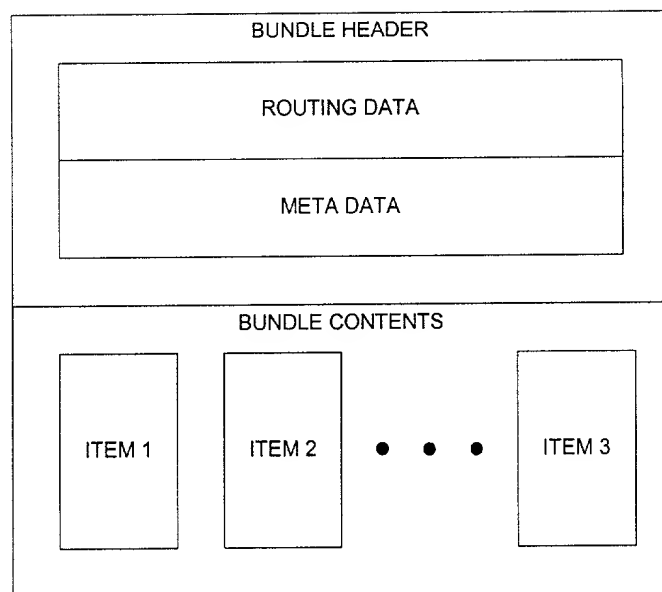 BUNDLE HEADER
ROUTING DATA
META DATA
BUNDLE CONTENTS
ITEM 1
ITEM 2
ITEM 3